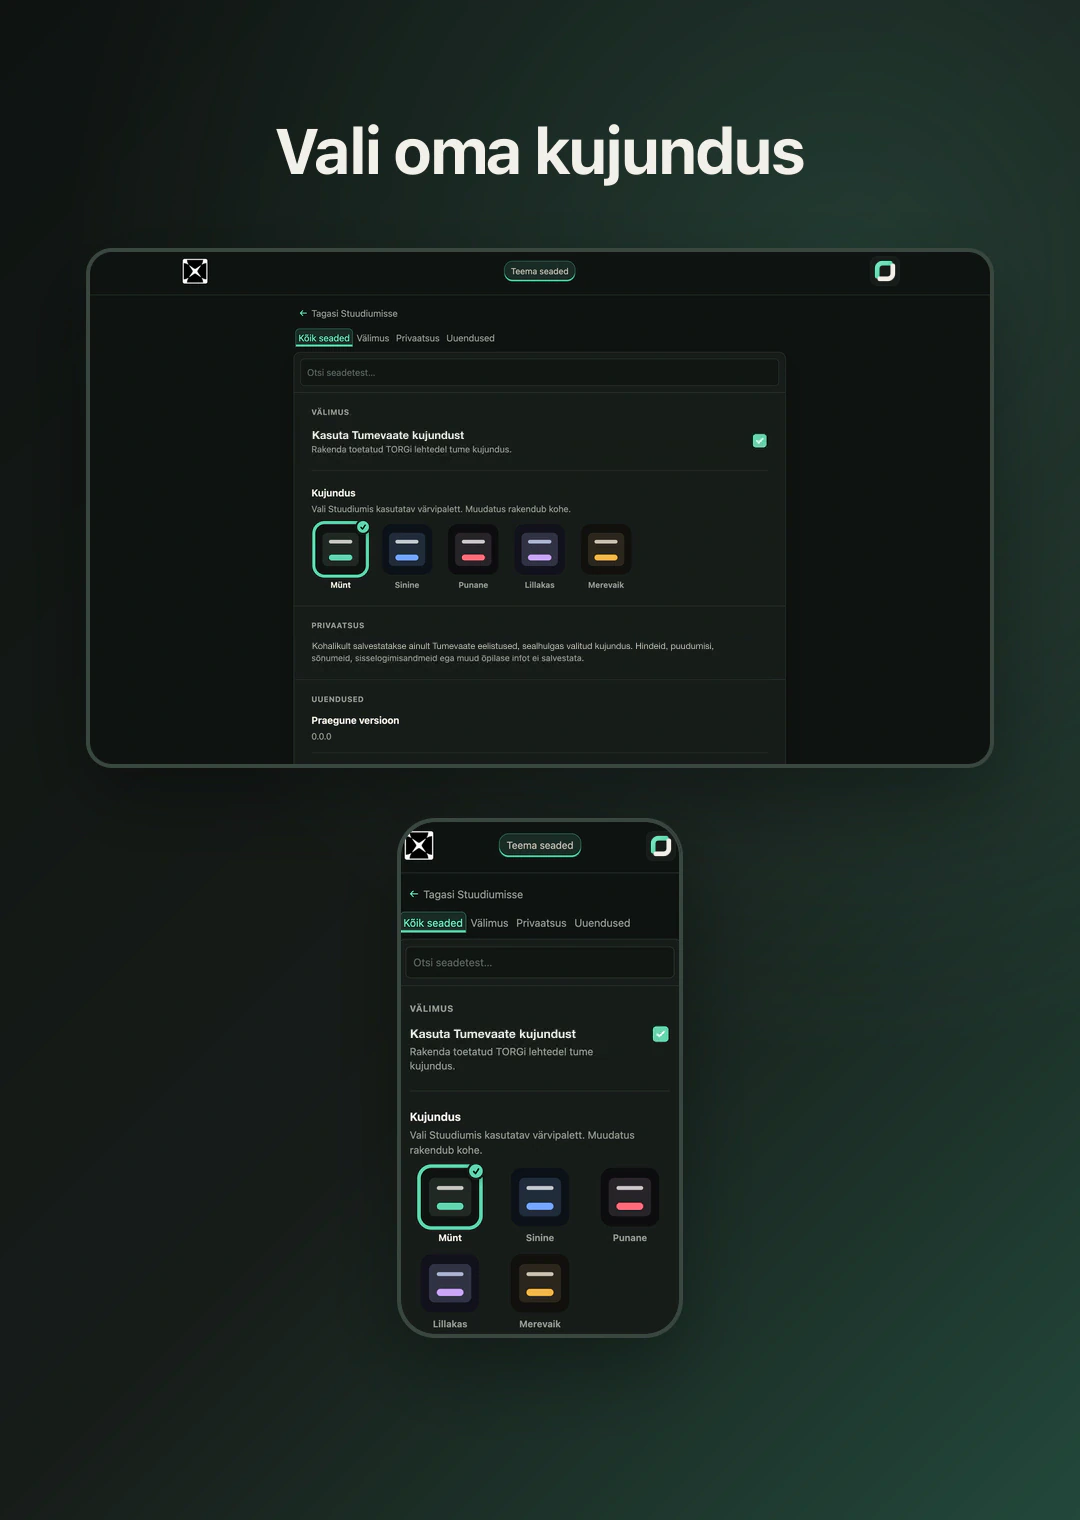 Vali oma kujundus
Teema seaded
← Tagasi Stuudiumisse
Kõik seaded Välimus Privaatsus Uuendused
Otsi seadetest...
VÄLIMUS
Kasuta Tumevaate kujundust
Rakenda toetatud TORGi lehtedel tume kujundus.
Kujundus
Vali Stuudiumis kasutatav värvipalett. Muudatus rakendub kohe.
Münt Sinine Punane Lillakas Merevaik
PRIVAATSUS
Kohalikult salvestatakse ainult Tumevaate eelistused, sealhulgas valitud kujundus. Hindeid, puudumisi,
sõnumeid, sisselogimisandmeid ega muud õpilase infot ei salvestata.
UUENDUSED
Praegune versioon
0.0.0
Teema seaded
← Tagasi Stuudiumisse
Kõik seaded Välimus Privaatsus Uuendused
Otsi seadetest...
VÄLIMUS
Kasuta Tumevaate kujundust
Rakenda toetatud TORGi lehtedel tume
kujundus.
Kujundus
Vali Stuudiumis kasutatav värvipalett. Muudatus
rakendub kohe.
Münt Sinine Punane
Lillakas Merevaik